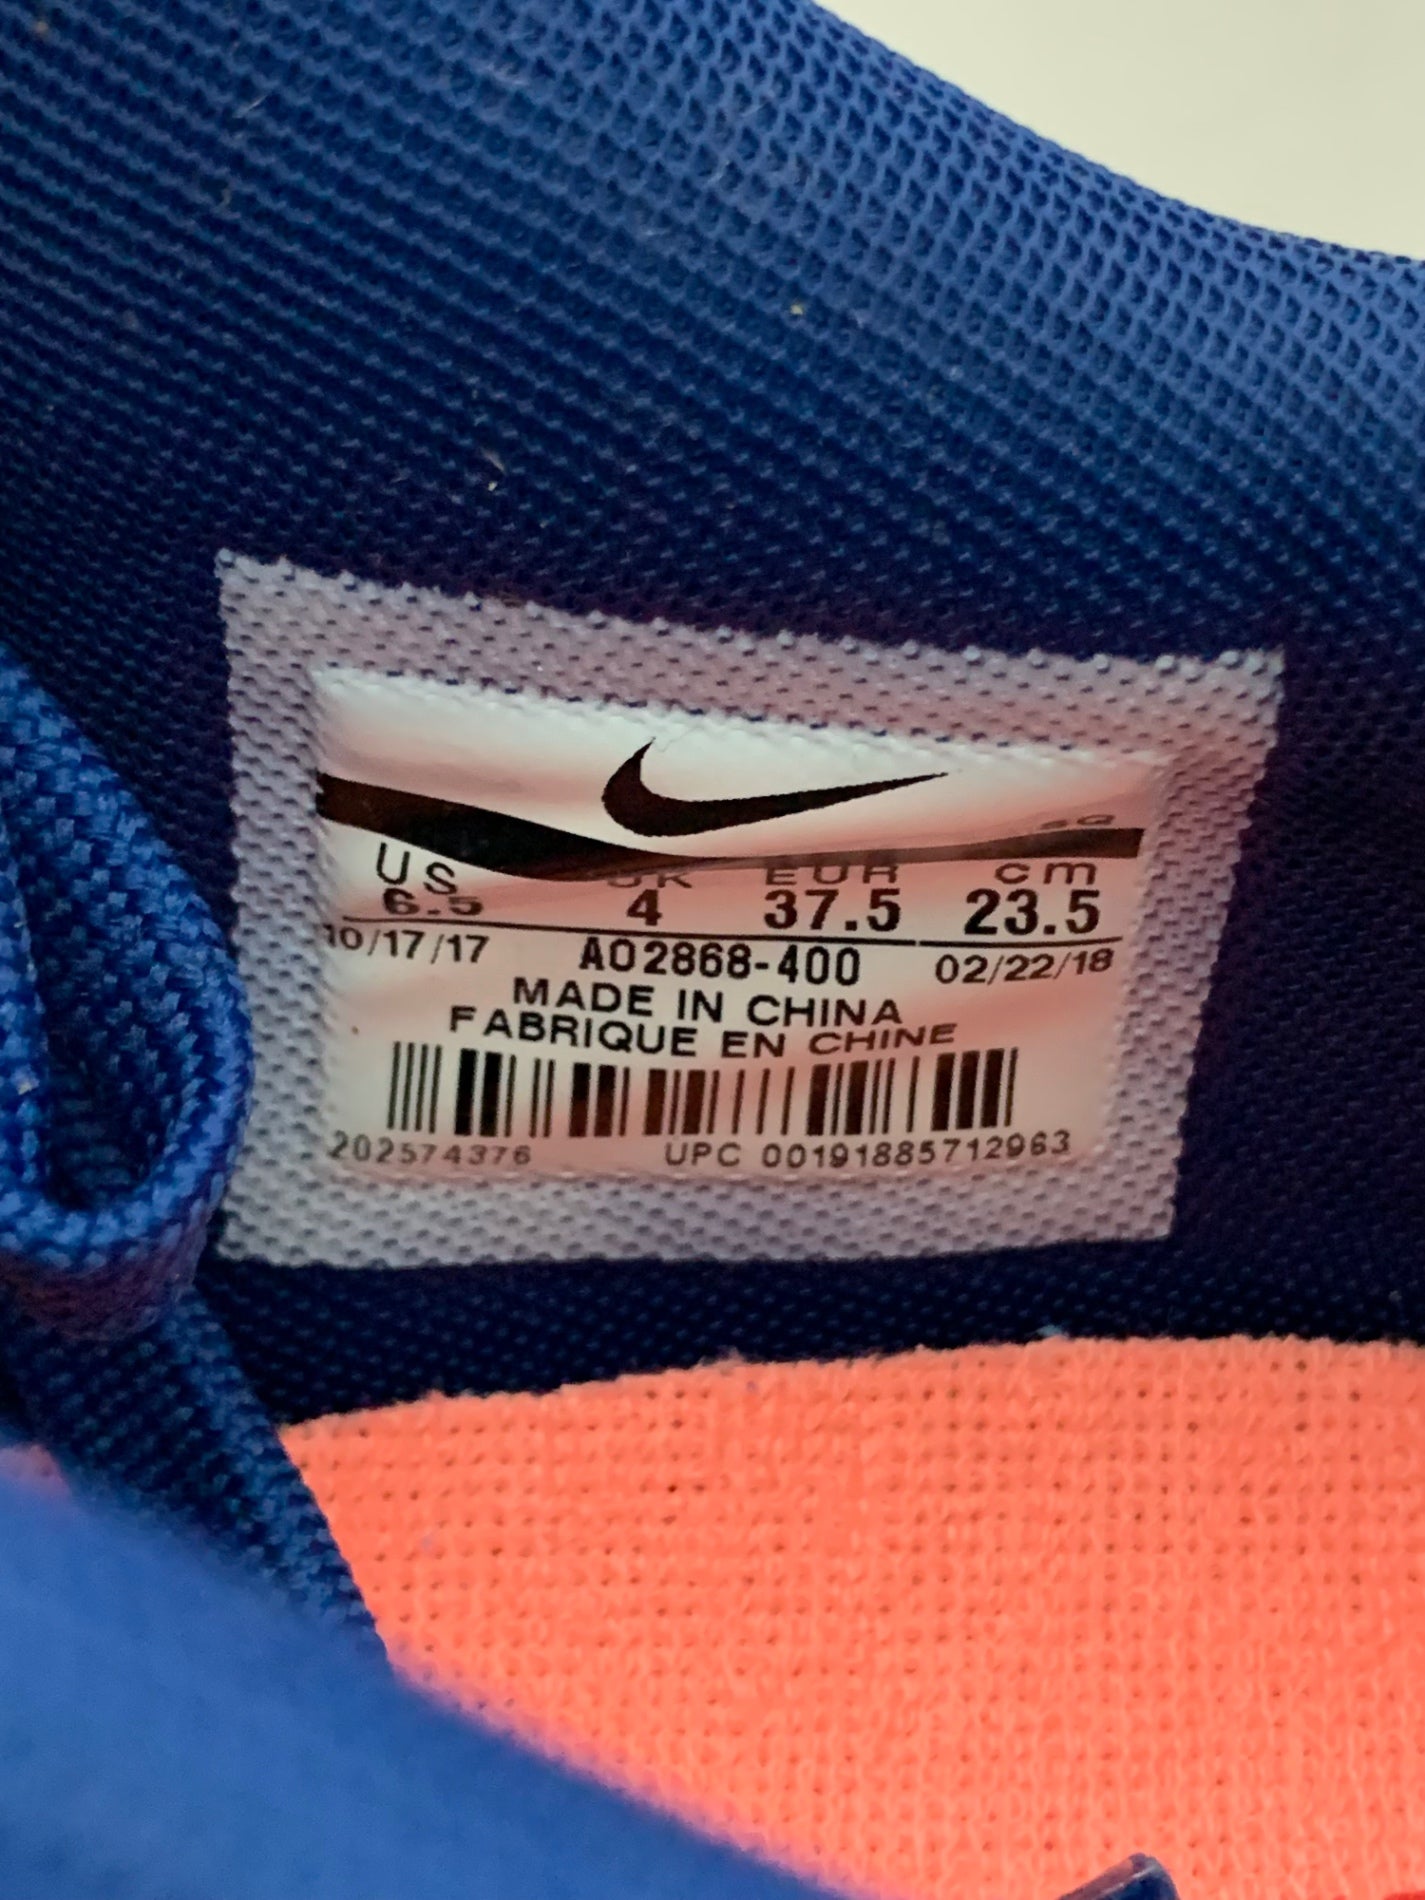 SQ
US UK EUR cm
6.5 4 37.5 23.5
10/17/17 AO2868-400 02/22/18
MADE IN CHINA
FABRIQUE EN CHINE
202574376 UPC 00191885712963